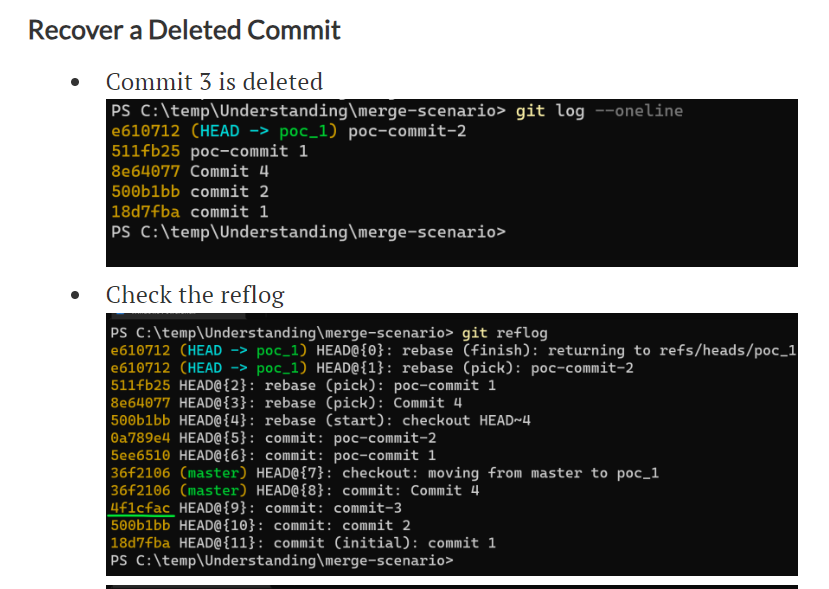 Recover a Deleted Commit
• Commit 3 is deleted
PS C:\temp\Understanding\merge-scenario> git log --oneline
e610712 (HEAD -> poc_1) poc-commit-2
511fb25 poc-commit 1
8e64077 Commit 4
500b1bb commit 2
18d7fba commit 1
PS C:\temp\Understanding\merge-scenario>
• Check the reflog
PS C:\temp\Understanding\merge-scenario> git reflog
e610712 (HEAD -> poc_1) HEAD@{0}: rebase (finish): returning to refs/heads/poc_1
e610712 (HEAD -> poc_1) HEAD@{1}: rebase (pick): poc-commit-2
511fb25 HEAD@{2}: rebase (pick): poc-commit 1
8e64077 HEAD@{3}: rebase (pick): Commit 4
500b1bb HEAD@{4}: rebase (start): checkout HEAD~4
0a789e4 HEAD@{5}: commit: poc-commit-2
5ee6510 HEAD@{6}: commit: poc-commit 1
36f2106 (master) HEAD@{7}: checkout: moving from master to poc_1
36f2106 (master) HEAD@{8}: commit: Commit 4
4f1cfac HEAD@{9}: commit: commit-3
500b1bb HEAD@{10}: commit: commit 2
18d7fba HEAD@{11}: commit (initial): commit 1
PS C:\temp\Understanding\merge-scenario>